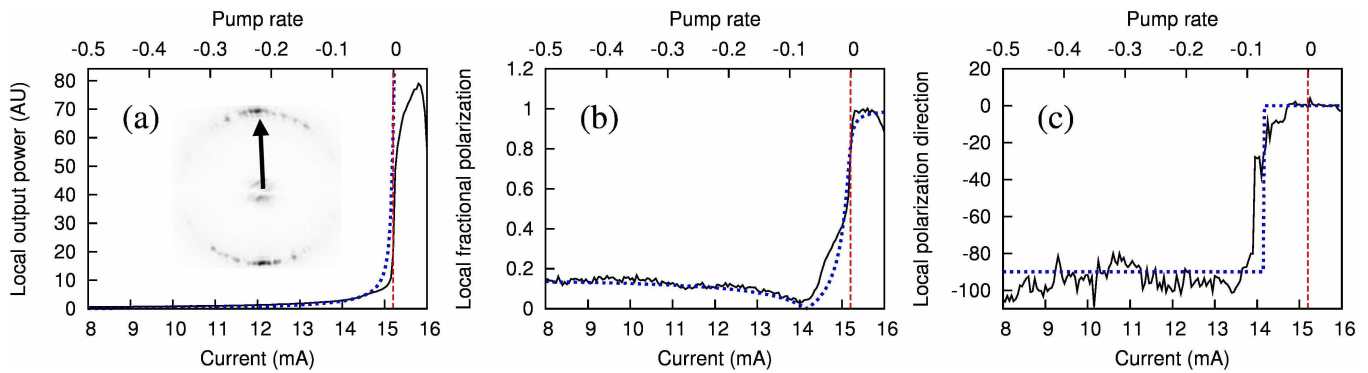 Pump rate
-0.5 -0.4 -0.3 -0.2 -0.1 0
Local output power (AU)
80
70
60
50
40
30
20
10
0
(a)
8 9 10 11 12 13 14 15 16
Current (mA)
Pump rate
-0.5 -0.4 -0.3 -0.2 -0.1 0
Local fractional polarization
1.2
1
0.8
0.6
0.4
0.2
0
(b)
8 9 10 11 12 13 14 15 16
Current (mA)
Pump rate
-0.5 -0.4 -0.3 -0.2 -0.1 0
Local polarization direction
0
-20
-40
-60
-80
-100
(c)
8 9 10 11 12 13 14 15 16
Current (mA)